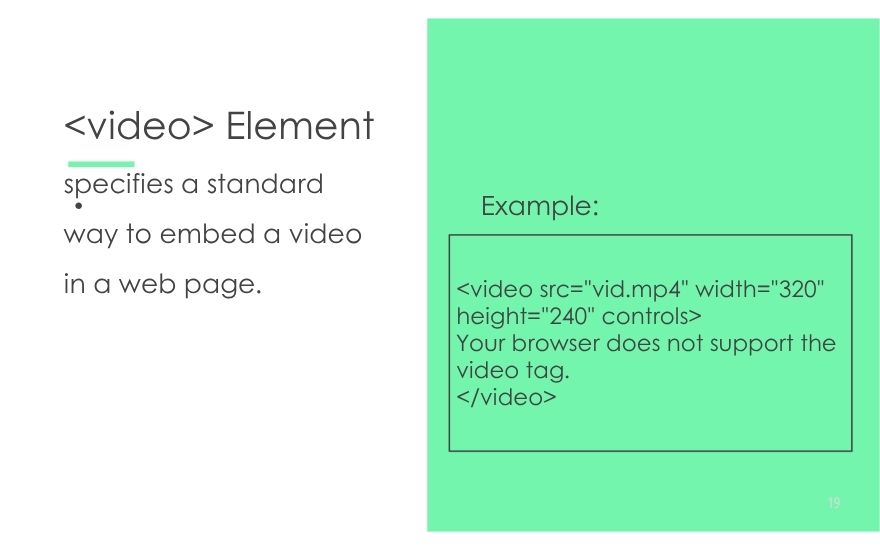 <video> Element
specifies a standard
•
way to embed a video
in a web page.
Example:
<video src="vid.mp4" width="320"
height="240" controls>
Your browser does not support the
video tag.
</video>
19